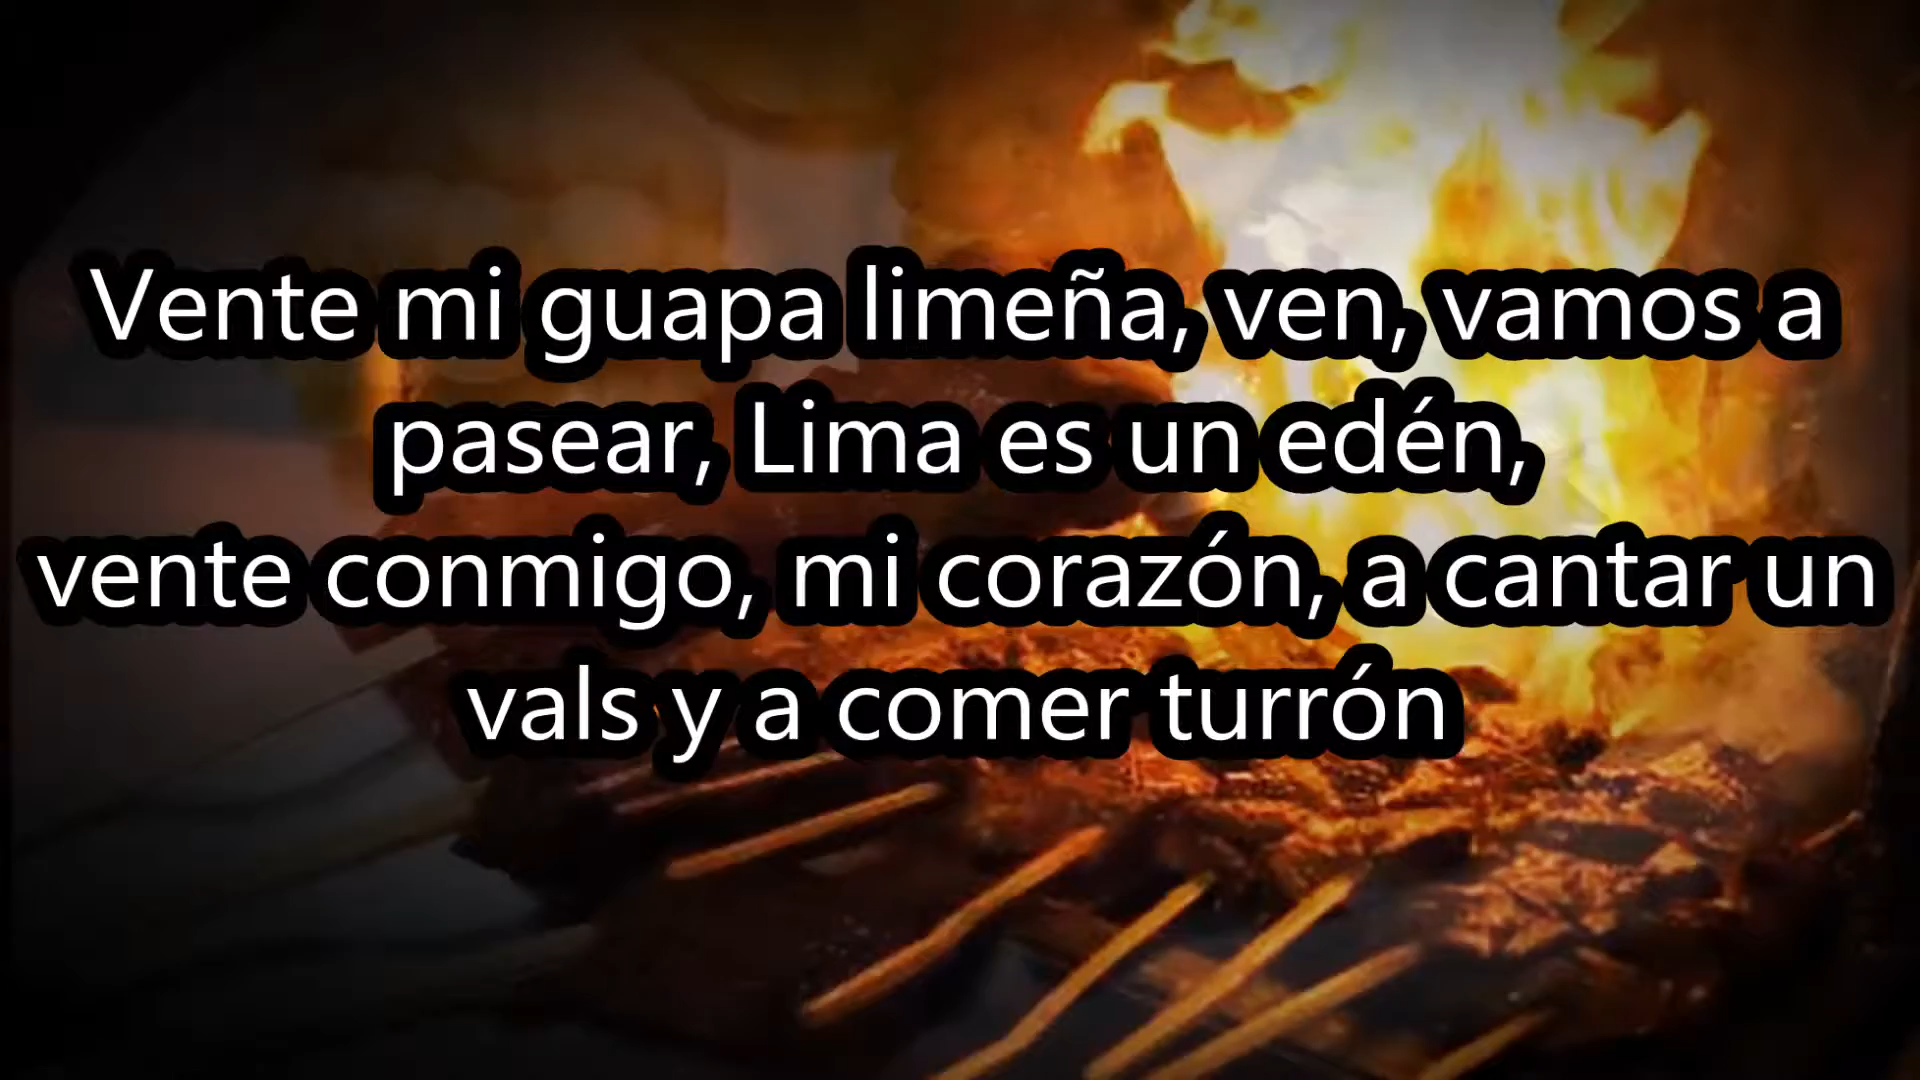 Vente mi guapa limeña, ven, vamos a
pasear, Lima es un edén,
vente conmigo, mi corazón, a cantar un
vals y a comer turrón